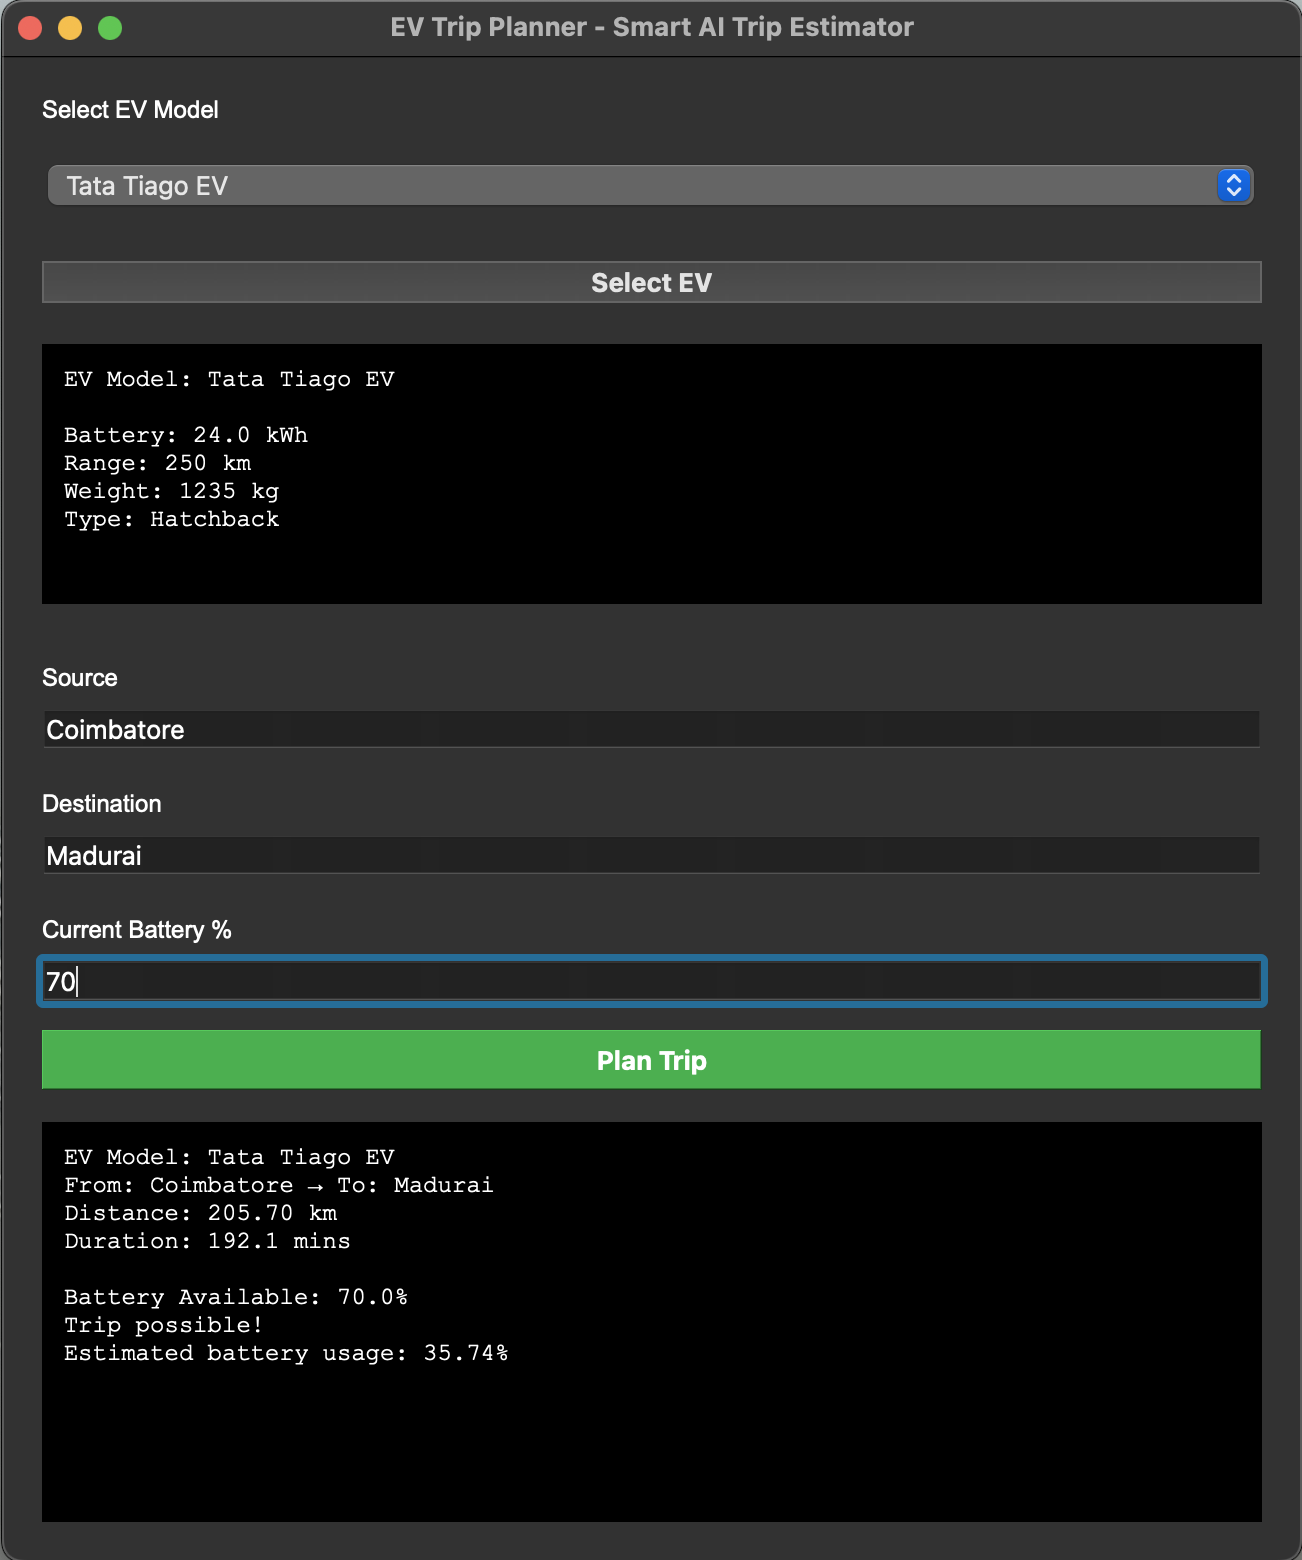 EV Trip Planner - Smart AI Trip Estimator
Select EV Model
Tata Tiago EV
Select EV
EV Model: Tata Tiago EV
Battery: 24.0 kWh
Range: 250 km
Weight: 1235 kg
Type: Hatchback
Source
Coimbatore
Destination
Madurai
Current Battery %
70
Plan Trip
EV Model: Tata Tiago EV
From: Coimbatore → To: Madurai
Distance: 205.70 km
Duration: 192.1 mins
Battery Available: 70.0%
Trip possible!
Estimated battery usage: 35.74%